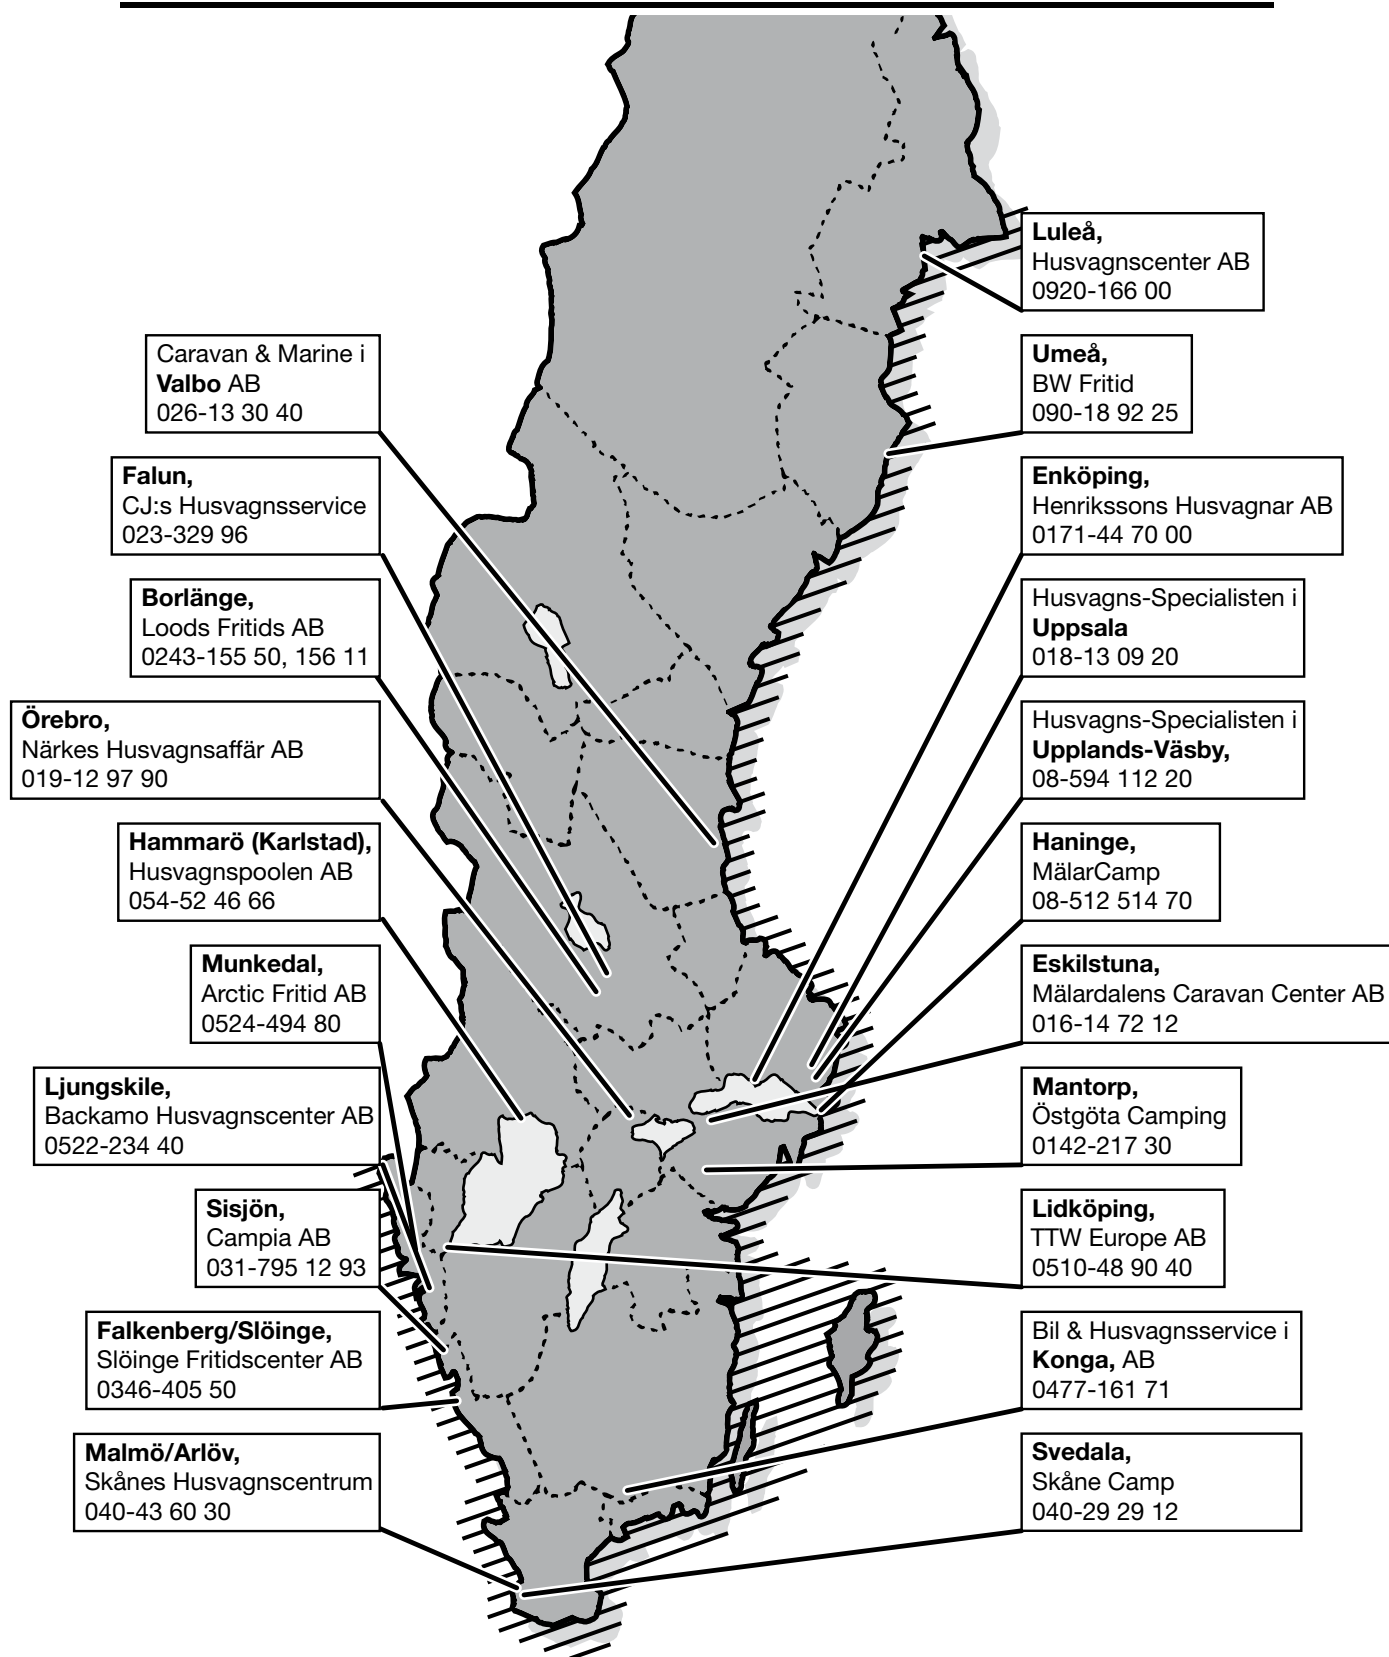 Caravan & Marine i
Valbo AB
026-13 30 40
Falun,
CJ:s Husvagnsservice
023-329 96
Borlänge,
Loods Fritids AB
0243-155 50, 156 11
Örebro,
Närkes Husvagnsaffär AB
019-12 97 90
Hammarö (Karlstad),
Husvagnspoolen AB
054-52 46 66
Munkedal,
Arctic Fritid AB
0524-494 80
Ljungskile,
Backamo Husvagnscenter AB
0522-234 40
Sisjön,
Campia AB
031-795 12 93
Falkenberg/Slöinge,
Slöinge Fritidscenter AB
0346-405 50
Malmö/Arlöv,
Skånes Husvagnscentrum
040-43 60 30
Luleå,
Husvagnscenter AB
0920-166 00
Umeå,
BW Fritid
090-18 92 25
Enköping,
Henrikssons Husvagnar AB
0171-44 70 00
Husvagns-Specialisten i
Uppsala
018-13 09 20
Husvagns-Specialisten i
Upplands-Väsby,
08-594 112 20
Haninge,
MälarCamp
08-512 514 70
Eskilstuna,
Mälardalens Caravan Center AB
016-14 72 12
Mantorp,
Östgöta Camping
0142-217 30
Lidköping,
TTW Europe AB
0510-48 90 40
Bil & Husvagnsservice i
Konga, AB
0477-161 71
Svedala,
Skåne Camp
040-29 29 12